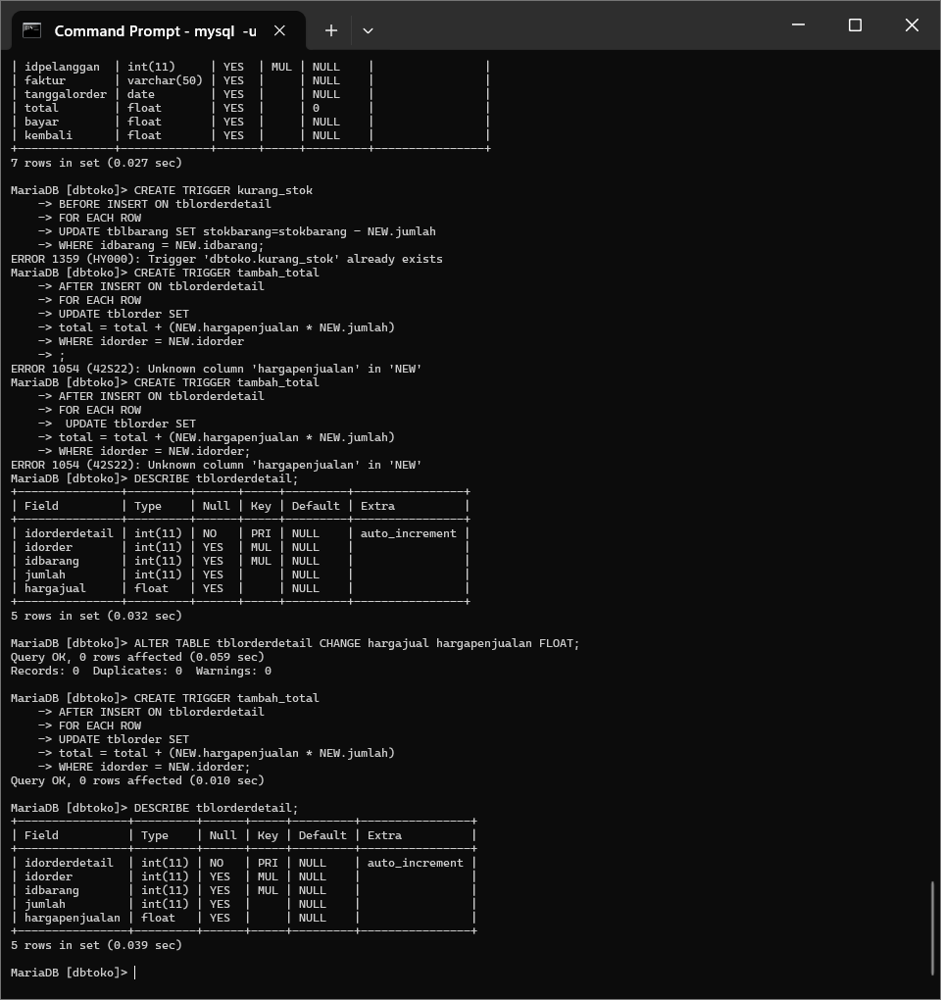 Command Prompt - mysql  -u
| idpelanggan  | int(11)     | YES  | MUL | NULL    |                |
| faktur       | varchar(50) | YES  |     | NULL    |                |
| tanggalorder | date        | YES  |     | NULL    |                |
| total        | float       | YES  |     | 0       |                |
| bayar        | float       | YES  |     | NULL    |                |
| kembali      | float       | YES  |     | NULL    |                |
+--------------+-------------+------+-----+---------+----------------+
7 rows in set (0.027 sec)
MariaDB [dbtoko]> CREATE TRIGGER kurang_stok
    -> BEFORE INSERT ON tblorderdetail
    -> FOR EACH ROW
    -> UPDATE tblbarang SET stokbarang=stokbarang - NEW.jumlah
    -> WHERE idbarang = NEW.idbarang;
ERROR 1359 (HY000): Trigger 'dbtoko.kurang_stok' already exists
MariaDB [dbtoko]> CREATE TRIGGER tambah_total
    -> AFTER INSERT ON tblorderdetail
    -> FOR EACH ROW
    -> UPDATE tblorder SET
    -> total = total + (NEW.hargapenjualan * NEW.jumlah)
    -> WHERE idorder = NEW.idorder
    -> ;
ERROR 1054 (42S22): Unknown column 'hargapenjualan' in 'NEW'
MariaDB [dbtoko]> CREATE TRIGGER tambah_total
    -> AFTER INSERT ON tblorderdetail
    -> FOR EACH ROW
    ->  UPDATE tblorder SET
    -> total = total + (NEW.hargapenjualan * NEW.jumlah)
    -> WHERE idorder = NEW.idorder;
ERROR 1054 (42S22): Unknown column 'hargapenjualan' in 'NEW'
MariaDB [dbtoko]> DESCRIBE tblorderdetail;
+---------------+---------+------+-----+---------+----------------+
| Field         | Type    | Null | Key | Default | Extra          |
+---------------+---------+------+-----+---------+----------------+
| idorderdetail | int(11) | NO   | PRI | NULL    | auto_increment |
| idorder       | int(11) | YES  | MUL | NULL    |                |
| idbarang      | int(11) | YES  | MUL | NULL    |                |
| jumlah        | int(11) | YES  |     | NULL    |                |
| hargajual     | float   | YES  |     | NULL    |                |
+---------------+---------+------+-----+---------+----------------+
5 rows in set (0.032 sec)
MariaDB [dbtoko]> ALTER TABLE tblorderdetail CHANGE hargajual hargapenjualan FLOAT;
Query OK, 0 rows affected (0.059 sec)
Records: 0  Duplicates: 0  Warnings: 0
MariaDB [dbtoko]> CREATE TRIGGER tambah_total
    -> AFTER INSERT ON tblorderdetail
    -> FOR EACH ROW
    -> UPDATE tblorder SET
    -> total = total + (NEW.hargapenjualan * NEW.jumlah)
    -> WHERE idorder = NEW.idorder;
Query OK, 0 rows affected (0.010 sec)
MariaDB [dbtoko]> DESCRIBE tblorderdetail;
+----------------+---------+------+-----+---------+----------------+
| Field          | Type    | Null | Key | Default | Extra          |
+----------------+---------+------+-----+---------+----------------+
| idorderdetail  | int(11) | NO   | PRI | NULL    | auto_increment |
| idorder        | int(11) | YES  | MUL | NULL    |                |
| idbarang       | int(11) | YES  | MUL | NULL    |                |
| jumlah         | int(11) | YES  |     | NULL    |                |
| hargapenjualan | float   | YES  |     | NULL    |                |
+----------------+---------+------+-----+---------+----------------+
5 rows in set (0.039 sec)
MariaDB [dbtoko]>